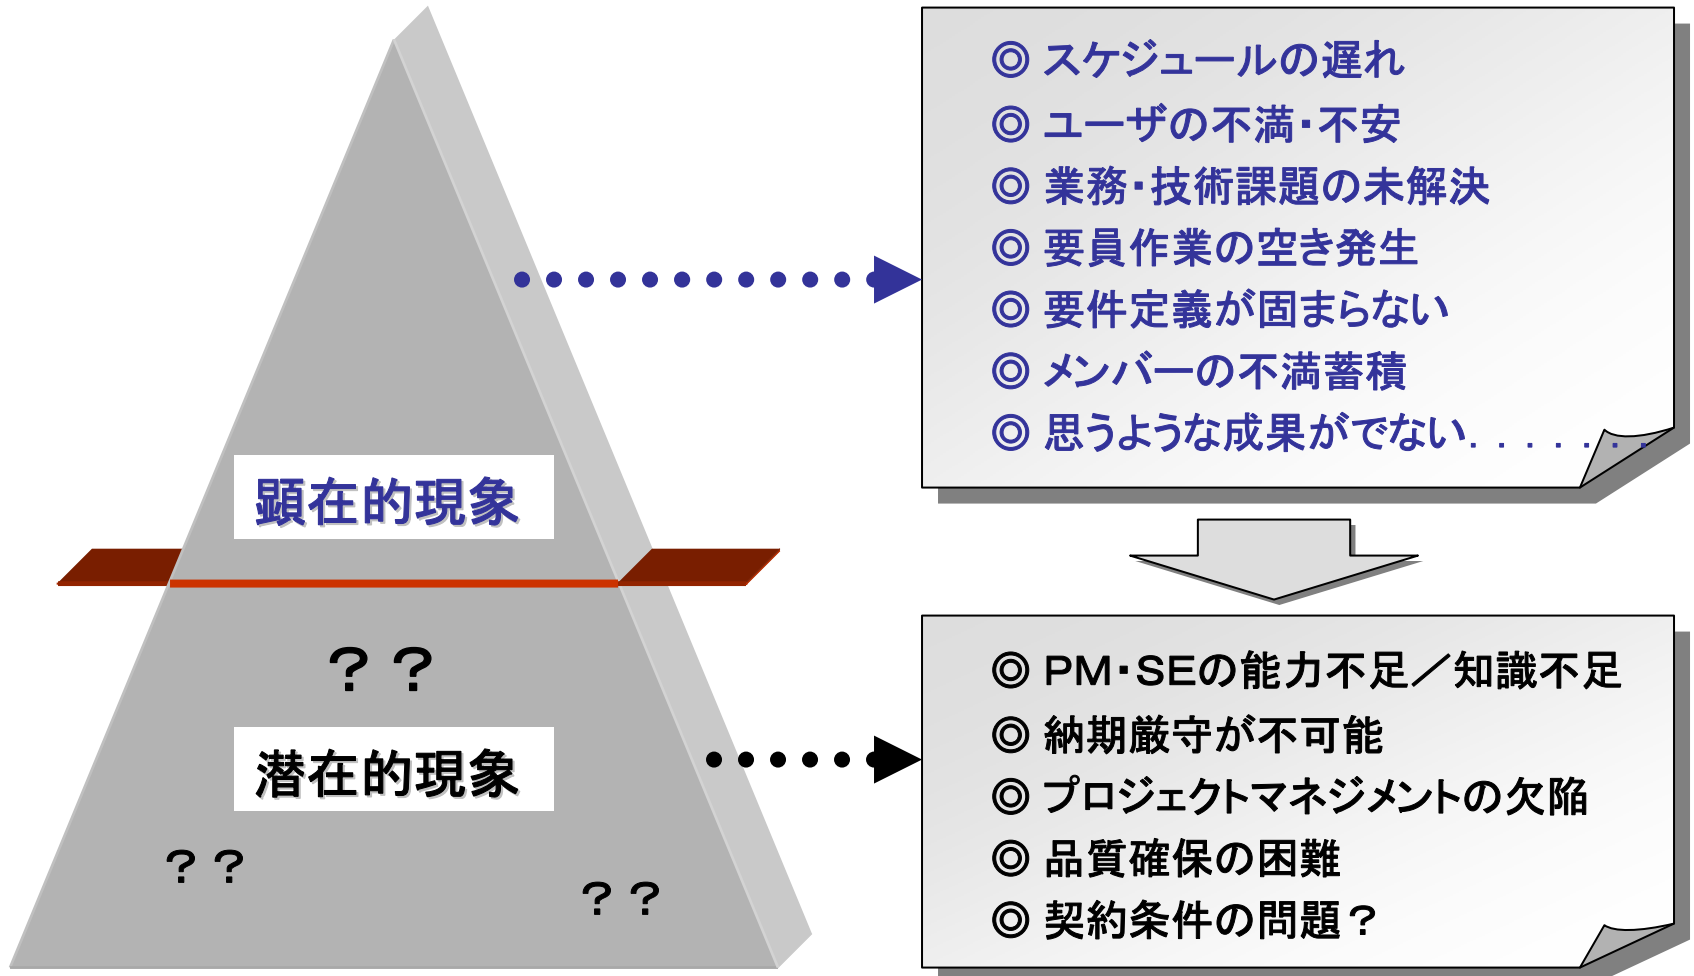 ◎ スケジュールの遅れ
◎ ユーザの不満・不安
◎ 業務・技術課題の未解決
◎ 要員作業の空き発生
◎ 要件定義が固まらない
◎ メンバーの不満蓄積
◎ 思うような成果がでない．．．．．．．
顕在的現象
？？
潜在的現象
？？
？？
◎ ＰＭ・ＳＥの能力不足／知識不足
◎ 納期厳守が不可能
◎ プロジェクトマネジメントの欠陥
◎ 品質確保の困難
◎ 契約条件の問題？